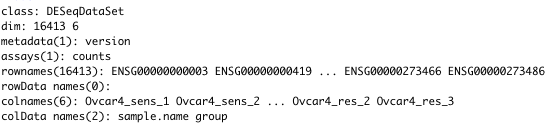 class: DESeqDataSet
dim: 16413 6
metadata(1): version
assays(1): counts
rownames(16413): ENSG00000000003 ENSG00000000419 ... ENSG00000273466 ENSG00000273486
rowData names(0):
colnames(6): Ovcar4_sens_1 Ovcar4_sens_2 ... Ovcar4_res_2 Ovcar4_res_3
colData names(2): sample.name group